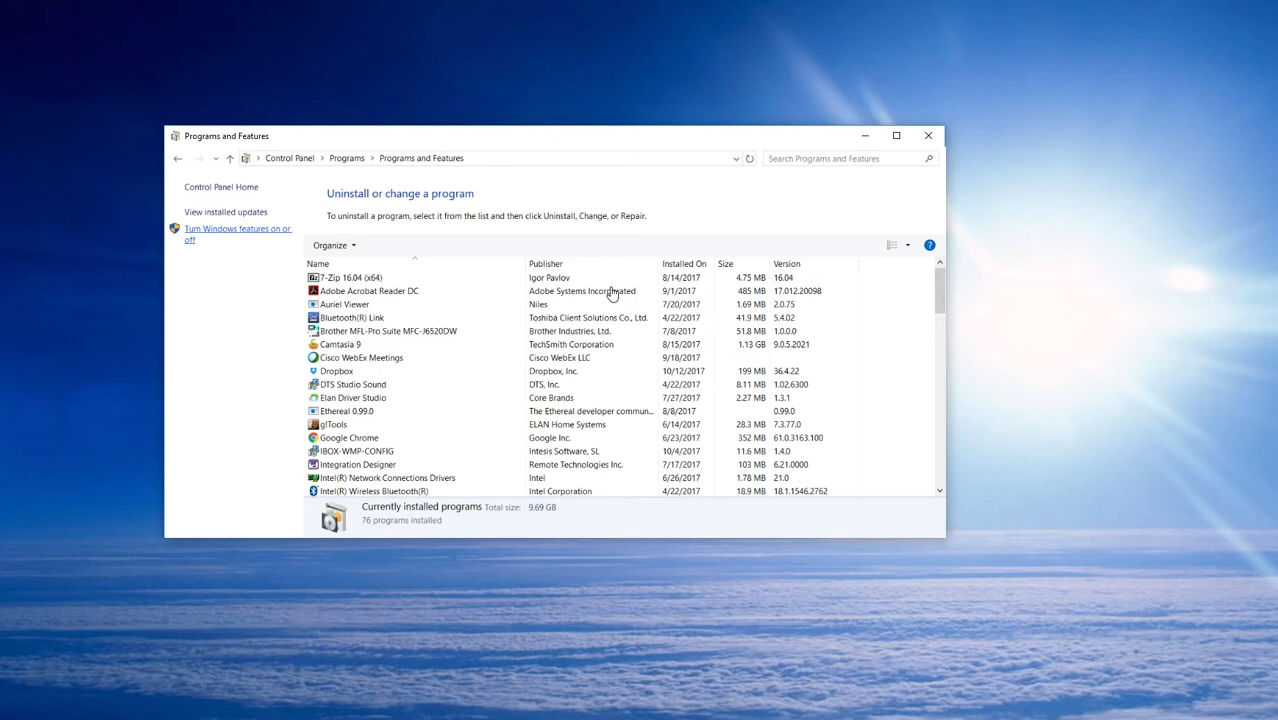 Programs and Features
Control Panel Programs Programs and Features
Search Programs and Features
Control Panel Home
View installed updates
Turn Windows features on or
off
Uninstall or change a program
To uninstall a program, select it from the list and then click Uninstall, Change, or Repair.
Organize
Name Publisher Installed On Size Version
7-Zip 16.04 (x64) Igor Pavlov 8/14/2017 4.75 MB 16.04
Adobe Acrobat Reader DC Adobe Systems Incorporated 9/1/2017 485 MB 17.012.20098
Auriel Viewer Niles 7/20/2017 1.69 MB 2.0.75
Bluetooth(R) Link Toshiba Client Solutions Co., Ltd. 4/22/2017 41.9 MB 5.4.02
Brother MFL-Pro Suite MFC-J6520DW Brother Industries, Ltd. 7/8/2017 51.8 MB 1.0.0.0
Camtasia 9 TechSmith Corporation 8/15/2017 1.13 GB 9.0.5.2021
Cisco WebEx Meetings Cisco WebEx LLC 9/18/2017
Dropbox Dropbox, Inc. 10/12/2017 199 MB 36.4.22
DTS Studio Sound DTS, Inc. 4/22/2017 8.11 MB 1.02.6300
Elan Driver Studio Core Brands 7/27/2017 2.27 MB 1.3.1
Ethereal 0.99.0 The Ethereal developer commun... 8/8/2017 0.99.0
g!Tools ELAN Home Systems 6/14/2017 28.3 MB 7.3.77.0
Google Chrome Google Inc. 6/23/2017 352 MB 61.0.3163.100
IBOX-WMP-CONFIG Intesis Software, SL 10/4/2017 11.6 MB 1.4.0
Integration Designer Remote Technologies Inc. 7/17/2017 103 MB 6.21.0000
Intel(R) Network Connections Drivers Intel 6/26/2017 1.78 MB 21.0
Intel(R) Wireless Bluetooth(R) Intel Corporation 4/22/2017 18.9 MB 18.1.1546.2762
Currently installed programs Total size: 9.69 GB
76 programs installed